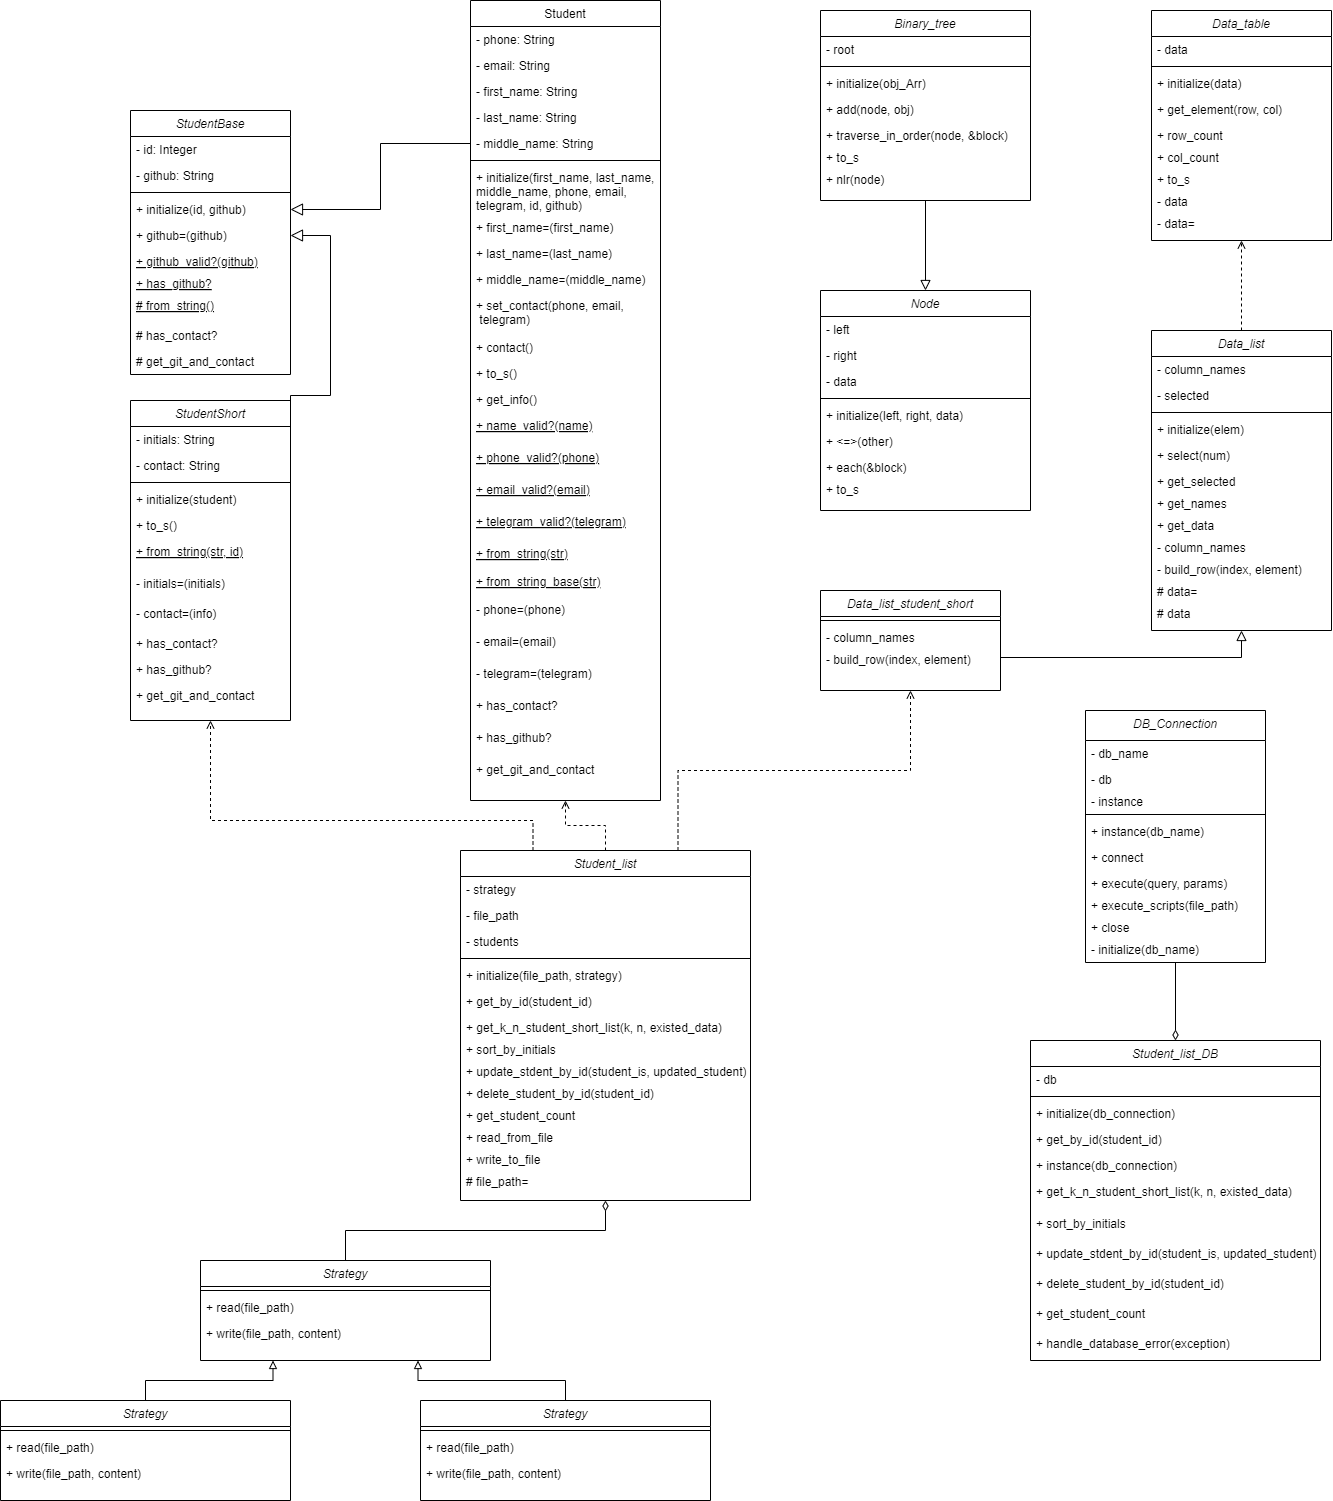 Student
- phone: String
- email: String
- first_name: String
- last_name: String
- middle_name: String
+ initialize(first_name, last_name,
middle_name, phone, email,
telegram, id, github)
+ first_name=(first_name)
+ last_name=(last_name)
+ middle_name=(middle_name)
+ set_contact(phone, email,
telegram)
+ contact()
+ to_s()
+ get_info()
+ name_valid?(name)
+ phone_valid?(phone)
+ email_valid?(email)
+ telegram_valid?(telegram)
+ from_string(str)
+ from_string_base(str)
- phone=(phone)
- email=(email)
- telegram=(telegram)
+ has_contact?
+ has_github?
+ get_git_and_contact
StudentBase
- id: Integer
- github: String
+ initialize(id, github)
+ github=(github)
+ github_valid?(github)
+ has_github?
# from_string()
# has_contact?
# get_git_and_contact
StudentShort
- initials: String
- contact: String
+ initialize(student)
+ to_s()
+ from_string(str, id)
- initials=(initials)
- contact=(info)
+ has_contact?
+ has_github?
+ get_git_and_contact
Binary_tree
- root
+ initialize(obj_Arr)
+ add(node, obj)
+ traverse_in_order(node, &block)
+ to_s
+ nlr(node)
Node
- left
- right
- data
+ initialize(left, right, data)
+ <=>(other)
+ each(&block)
+ to_s
Data_table
- data
+ initialize(data)
+ get_element(row, col)
+ row_count
+ col_count
+ to_s
- data
- data=
Data_list
- column_names
- selected
+ initialize(elem)
+ select(num)
+ get_selected
+ get_names
+ get_data
- column_names
- build_row(index, element)
# data=
# data
Data_list_student_short
- column_names
- build_row(index, element)
DB_Connection
- db_name
- db
- instance
+ instance(db_name)
+ connect
+ execute(query, params)
+ execute_scripts(file_path)
+ close
- initialize(db_name)
Student_list
- strategy
- file_path
- students
+ initialize(file_path, strategy)
+ get_by_id(student_id)
+ get_k_n_student_short_list(k, n, existed_data)
+ sort_by_initials
+ update_stdent_by_id(student_is, updated_student)
+ delete_student_by_id(student_id)
+ get_student_count
+ read_from_file
+ write_to_file
# file_path=
Student_list_DB
- db
+ initialize(db_connection)
+ get_by_id(student_id)
+ instance(db_connection)
+ get_k_n_student_short_list(k, n, existed_data)
+ sort_by_initials
+ update_stdent_by_id(student_is, updated_student)
+ delete_student_by_id(student_id)
+ get_student_count
+ handle_database_error(exception)
Strategy
+ read(file_path)
+ write(file_path, content)
Strategy
+ read(file_path)
+ write(file_path, content)
Strategy
+ read(file_path)
+ write(file_path, content)